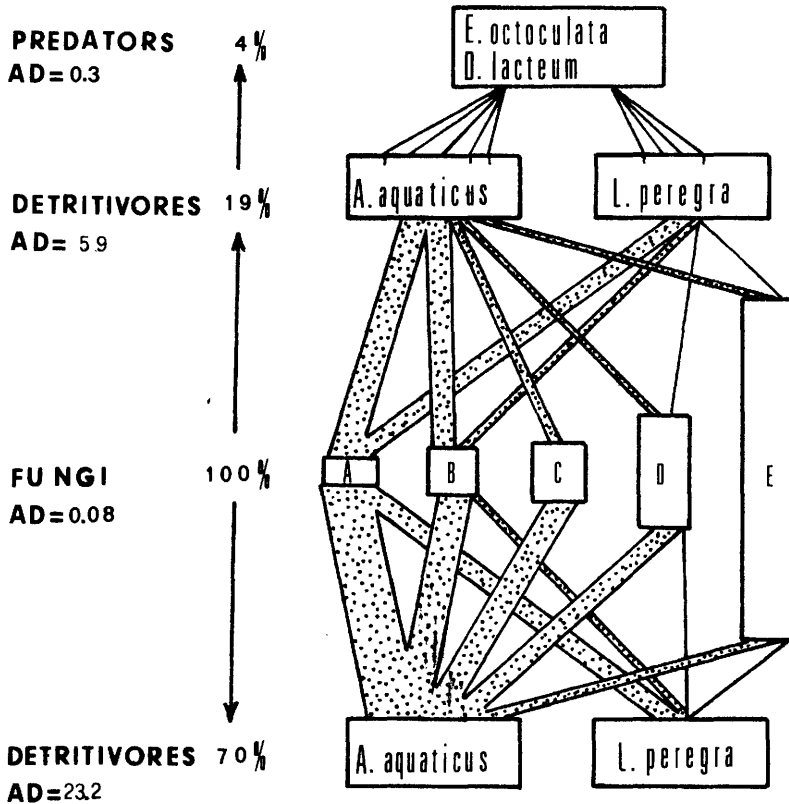 E. octoculata
D. lacteum
PREDATORS 4%
AD= 0.3
A. aquaticus
L. peregra
DETRITIVORES 19%
AD= 5.9
FUNGI 100%
AD=0.08
A
B
C
D
E
DETRITIVORES 70%
AD=23.2
A. aquaticus
L. peregra